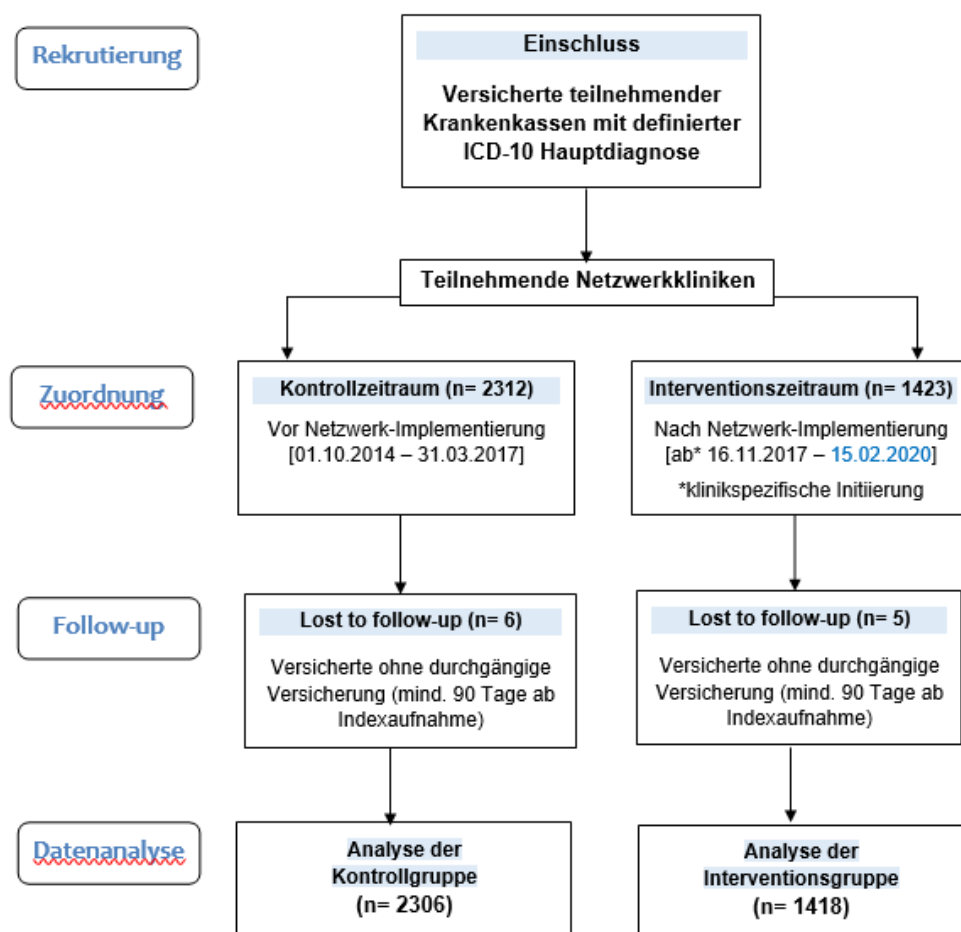 Rekrutierung
Einschluss
Versicherte teilnehmender
Krankenkassen mit definierter
ICD-10 Hauptdiagnose
Teilnehmende Netzwerkkliniken
Zuordnung
Kontrollzeitraum (n= 2312)
Vor Netzwerk-Implementierung
[01.10.2014 – 31.03.2017]
Interventionszeitraum (n= 1423)
Nach Netzwerk-Implementierung
[ab* 16.11.2017 – 15.02.2020]
*klinikspezifische Initiierung
Follow-up
Lost to follow-up (n= 6)
Versicherte ohne durchgängige
Versicherung (mind. 90 Tage ab
Indexaufnahme)
Lost to follow-up (n= 5)
Versicherte ohne durchgängige
Versicherung (mind. 90 Tage ab
Indexaufnahme)
Datenanalyse
Analyse der
Kontrollgruppe
(n= 2306)
Analyse der
Interventionsgruppe
(n= 1418)